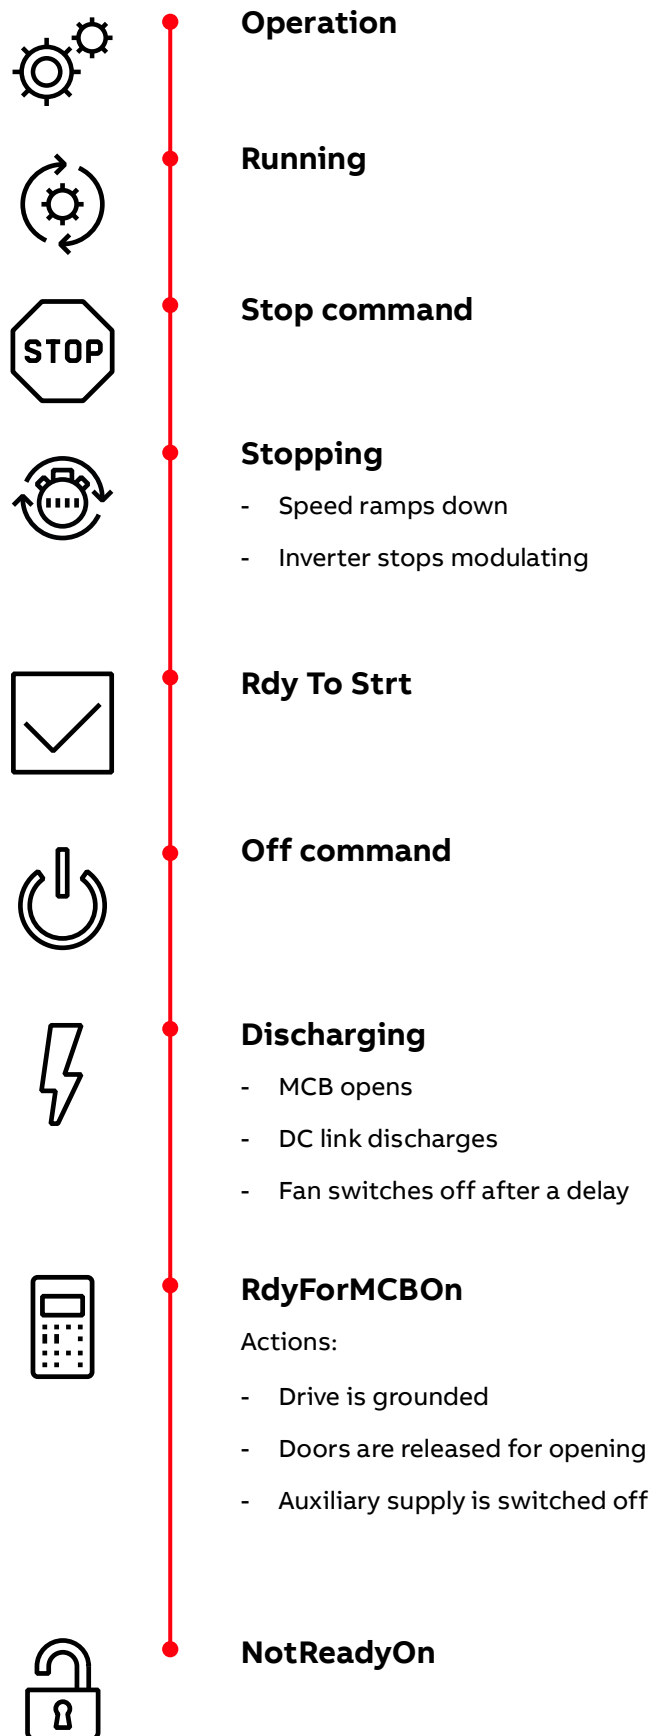 Operation
Running
Stop command
STOP
Stopping
- Speed ramps down
- Inverter stops modulating
Rdy To Strt
Off command
Discharging
- MCB opens
- DC link discharges
- Fan switches off after a delay
RdyForMCBOn
Actions:
- Drive is grounded
- Doors are released for opening
- Auxiliary supply is switched off
NotReadyOn